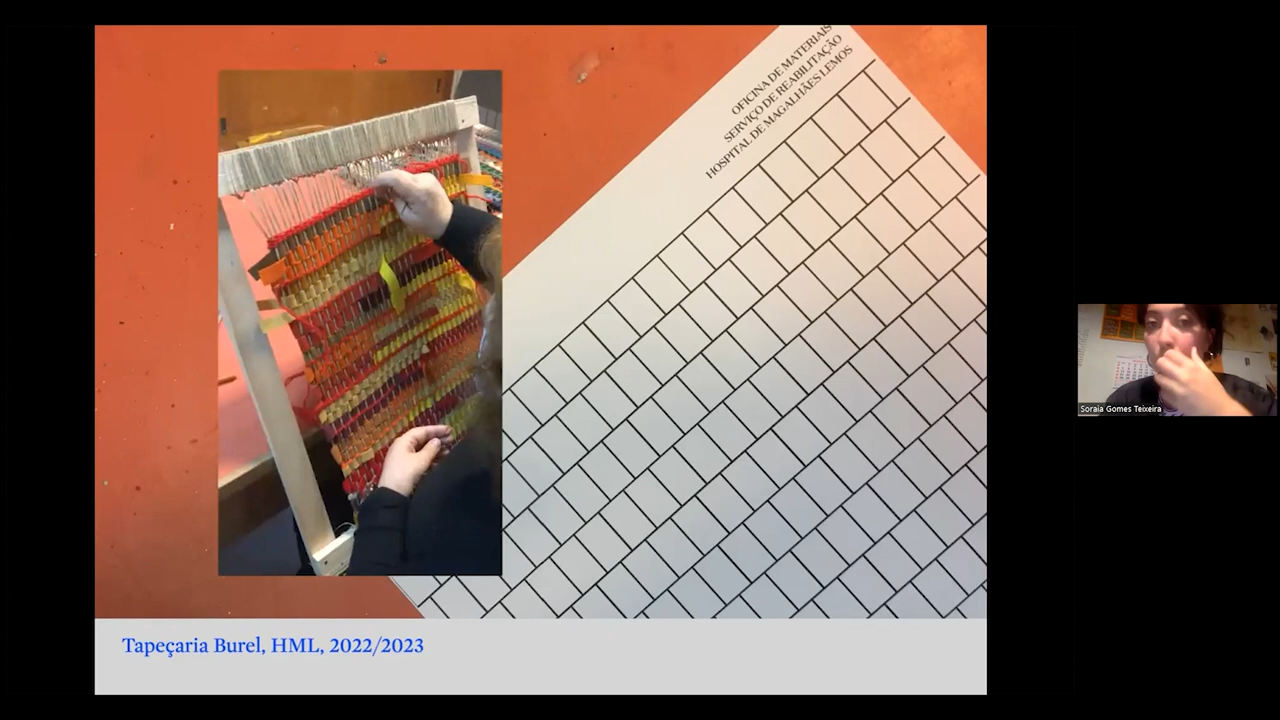 OFICINA DE MATERIAIS
SERVIÇO DE REABILITAÇÃO
HOSPITAL DE MAGALHÃES LEMOS
Tapeçaria Burel, HML, 2022/2023
Soraia Gomes Teixeira